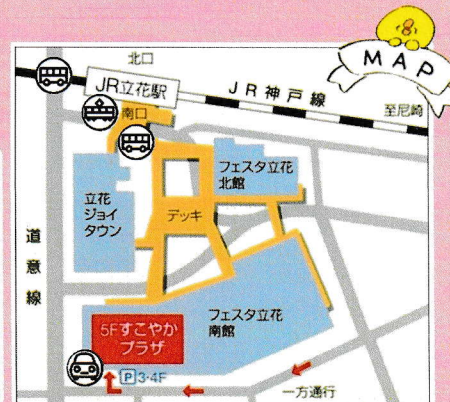 MAP
北口
JR立花駅
JR神戸線
至尼崎
南口
フェスタ立花
北館
立花
ジョイ
タウン
デッキ
道意線
フェスタ立花
南館
5Fすこやか
プラザ
P3・4F
一方通行